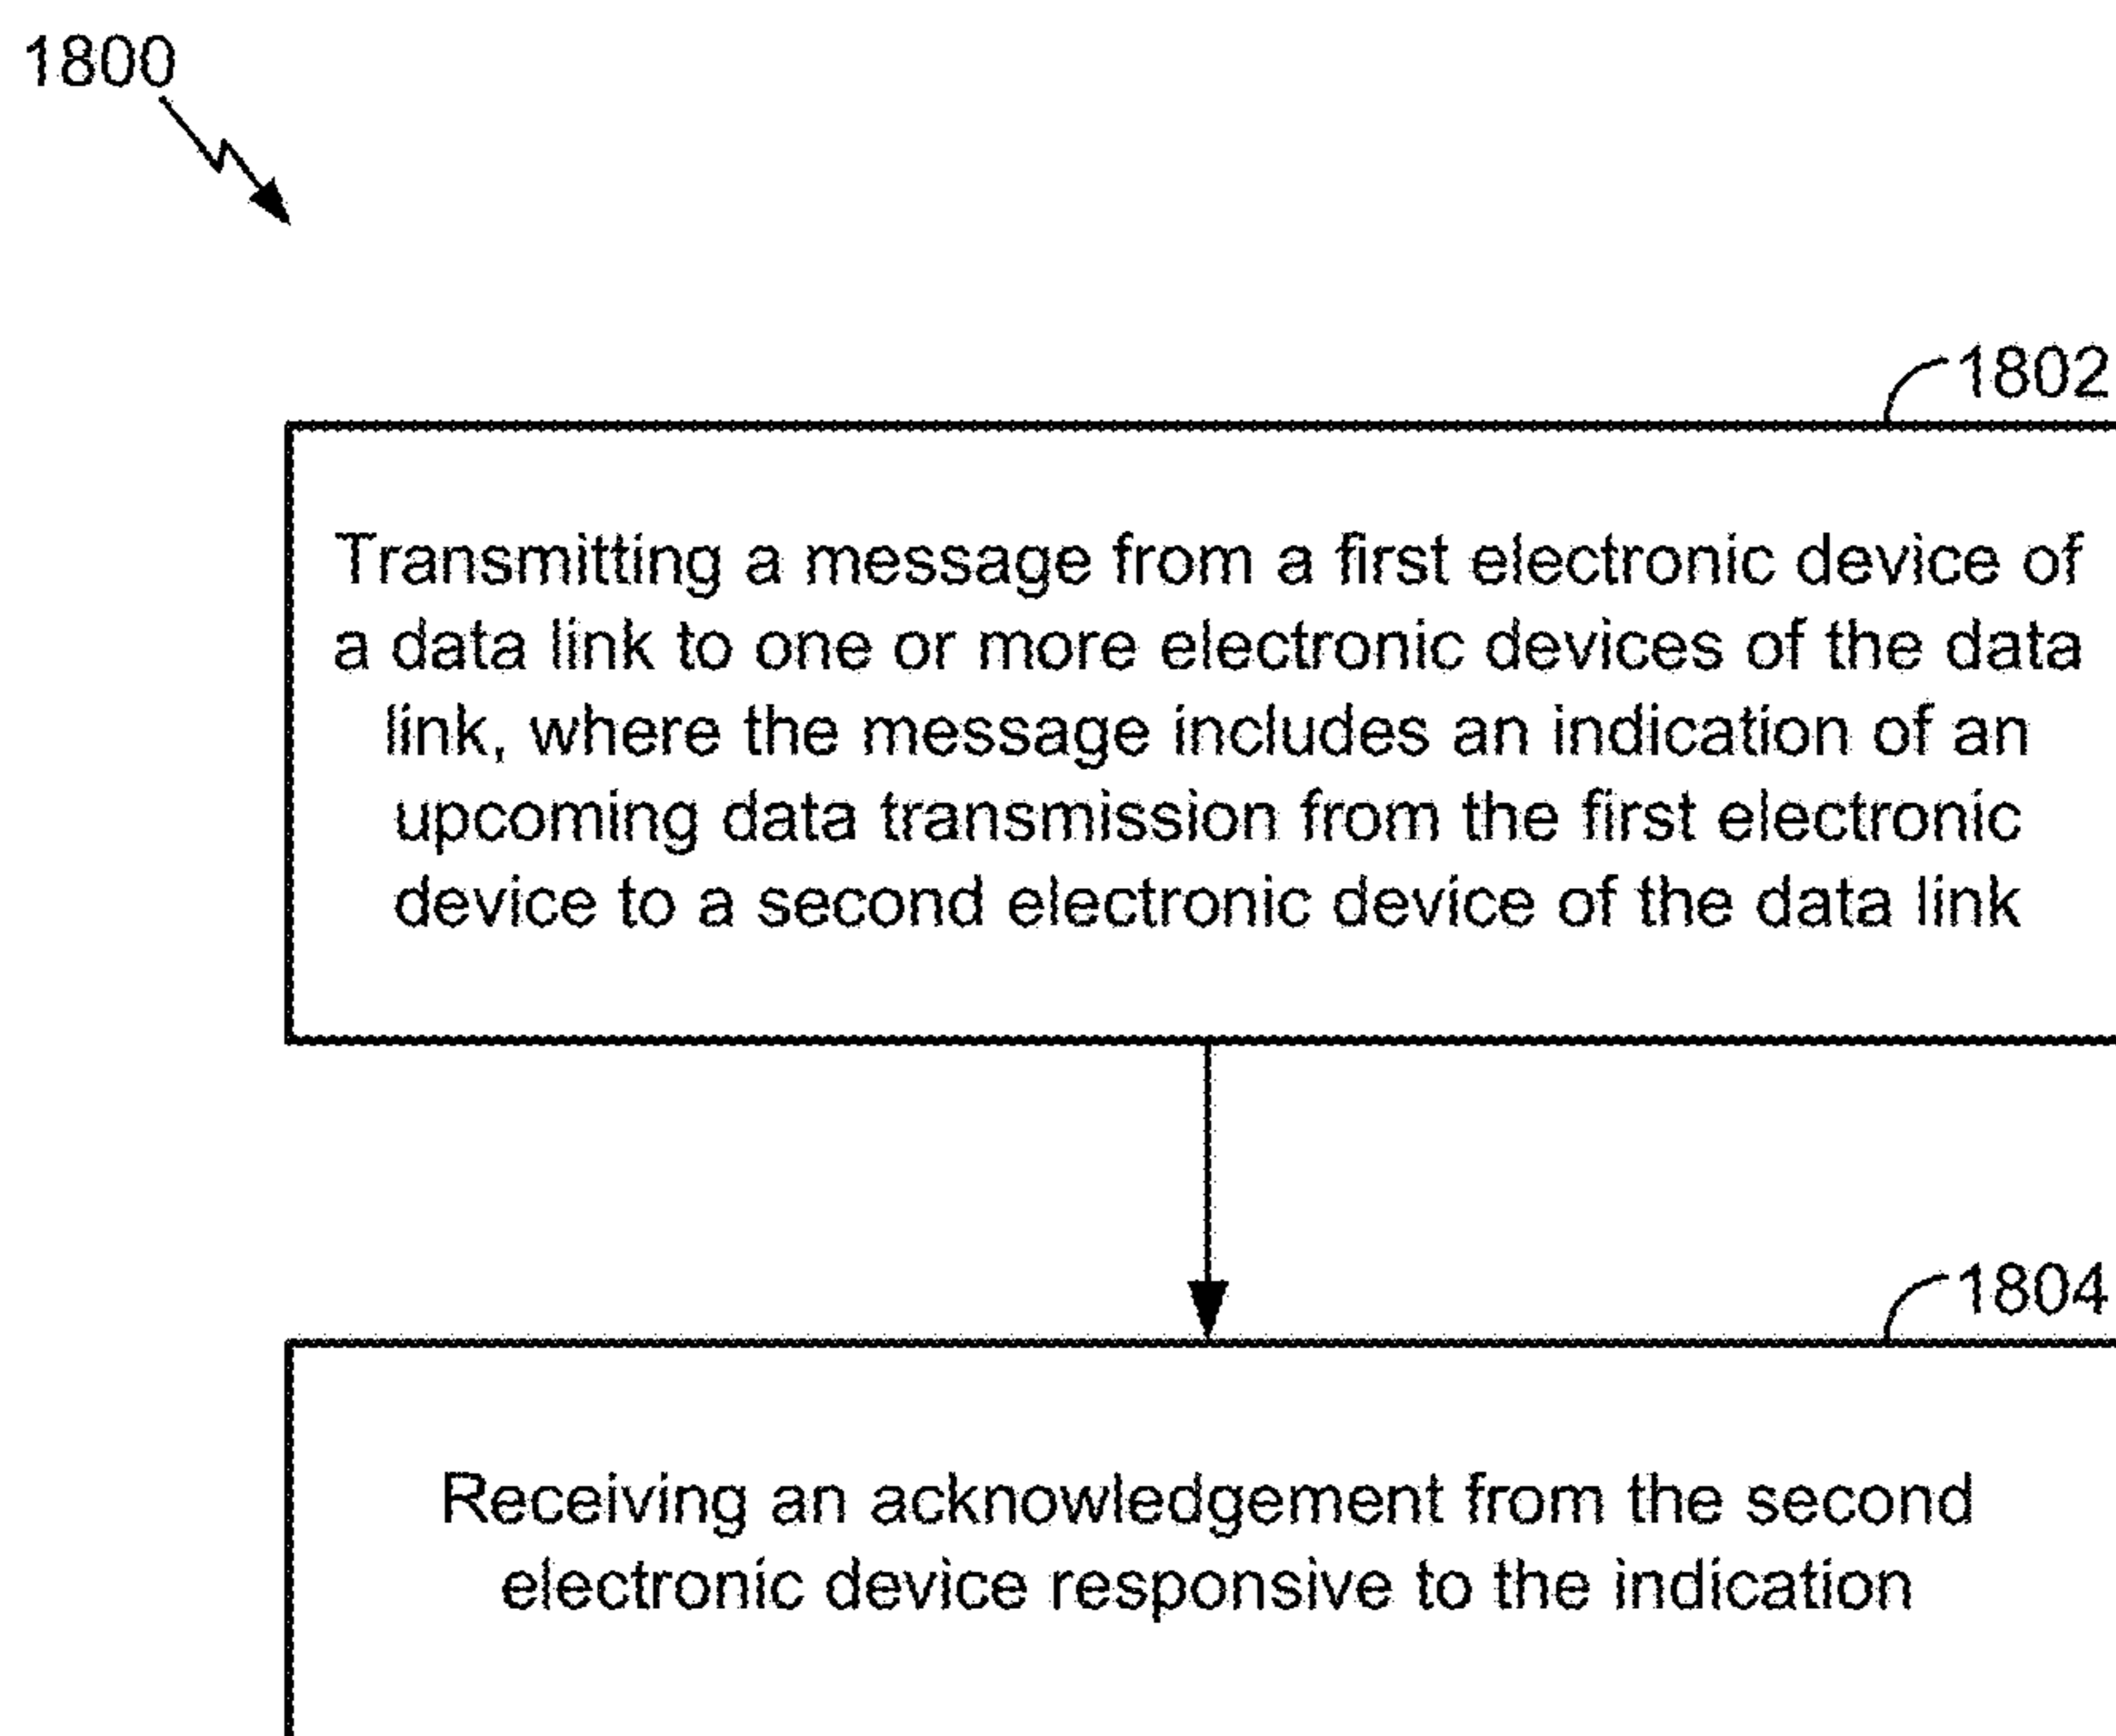 1800
1802
Transmitting a message from a first electronic device of
a data link to one or more electronic devices of the data
link, where the message includes an indication of an
upcoming data transmission from the first electronic
device to a second electronic device of the data link
1804
Receiving an acknowledgement from the second
electronic device responsive to the indication